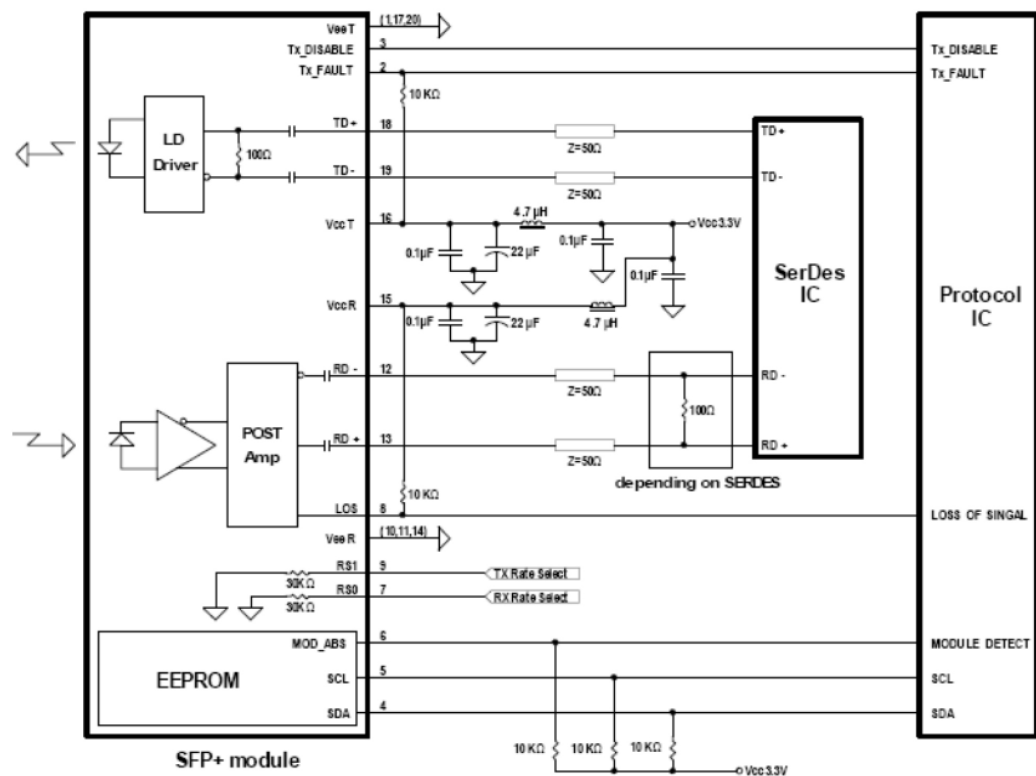 VeeT (1,17,20)
Tx_DISABLE 3 Tx_DISABLE
Tx_FAULT 2 Tx_FAULT
10 KΩ
LD
Driver
100Ω
TD+ 18 Z=50Ω TD+
TD- 19 Z=50Ω TD-
VccT 16 4.7 µH Vcc3.3V
0.1µF 22 µF 0.1µF
0.1µF
SerDes
IC
Protocol
IC
VccR 15
0.1µF 22 µF 4.7 µH
RD - 12 Z=50Ω RD -
100Ω
POST
Amp
RD + 13 Z=50Ω RD +
depending on SERDES
10 KΩ
LOS 8 LOSS OF SINGAL
VeeR (10,11,14)
RS1 9 TX Rate Select
30KΩ
RS0 7 RX Rate Select
30KΩ
MOD_ABS 6 MODULE DETECT
EEPROM
SCL 5 SCL
SDA 4 SDA
10 KΩ 10 KΩ 10 KΩ
Vcc3.3V
SFP+ module